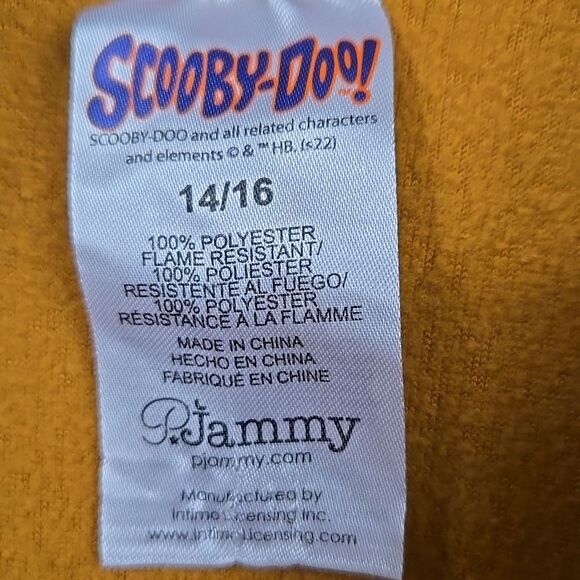 SCOOBY-DOO!
SCOOBY-DOO and all related characters
and elements © & ™ HB. (s22)
14/16
100% POLYESTER
FLAME RESISTANT/
100% POLIESTER
RESISTENTE AL FUEGO/
100% POLYESTER
RÉSISTANCE A LA FLAMME
MADE IN CHINA
HECHO EN CHINA
FABRIQUÉ EN CHINE
P.Jammy
pjammy.com
Manufactured by
Intimo Licensing Inc.
www.intimoLicensing.com